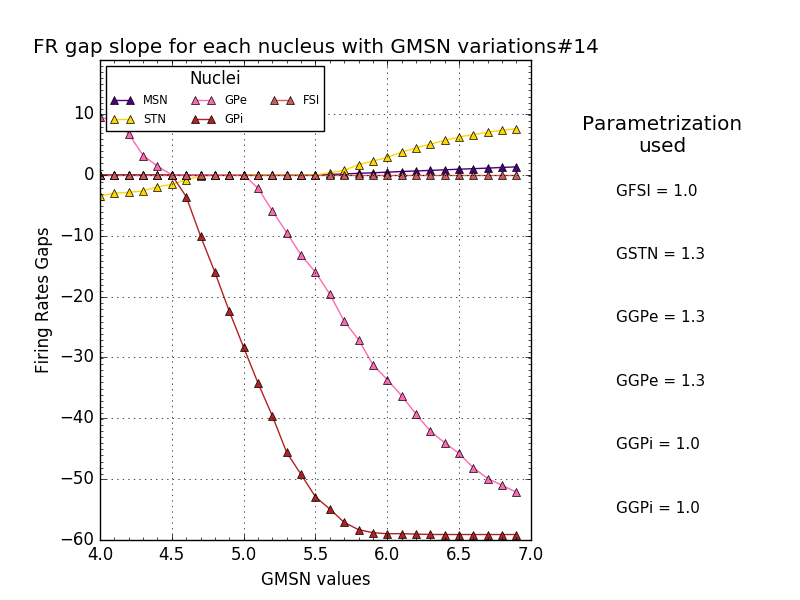 FR gap slope for each nucleus with GMSN variations#14
Nuclei
MSN GPe FSI
STN GPi
10
0
−10
−20
−30
−40
−50
−60
Firing Rates Gaps
4.0 4.5 5.0 5.5 6.0 6.5 7.0
GMSN values
Parametrization
used
GFSI = 1.0
GSTN = 1.3
GGPe = 1.3
GGPe = 1.3
GGPi = 1.0
GGPi = 1.0